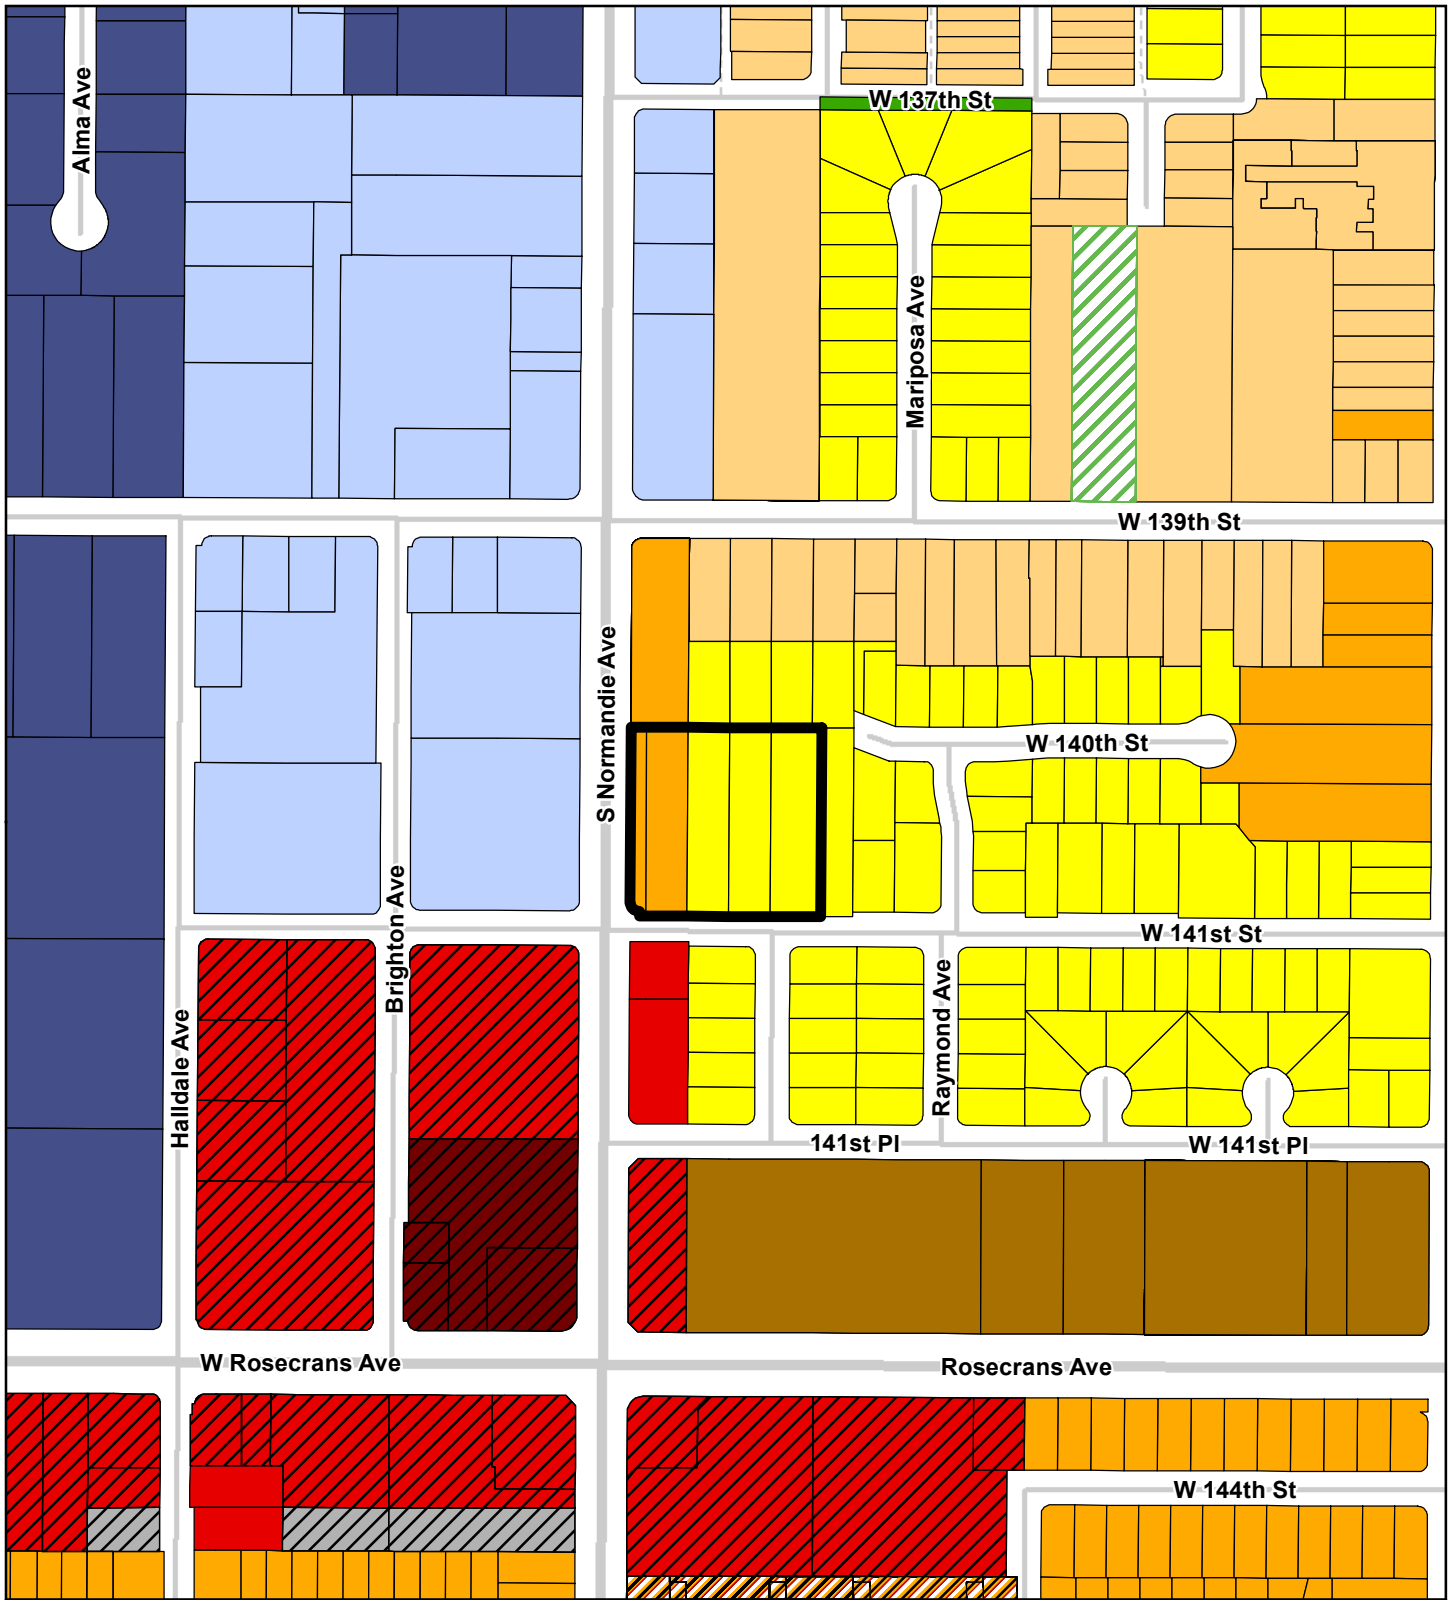 Alma Ave
W 137th St
Mariposa Ave
W 139th St
S Normandie Ave
W 140th St
Brighton Ave
W 141st St
Raymond Ave
Halldale Ave
141st Pl
W 141st Pl
W Rosecrans Ave
Rosecrans Ave
W 144th St